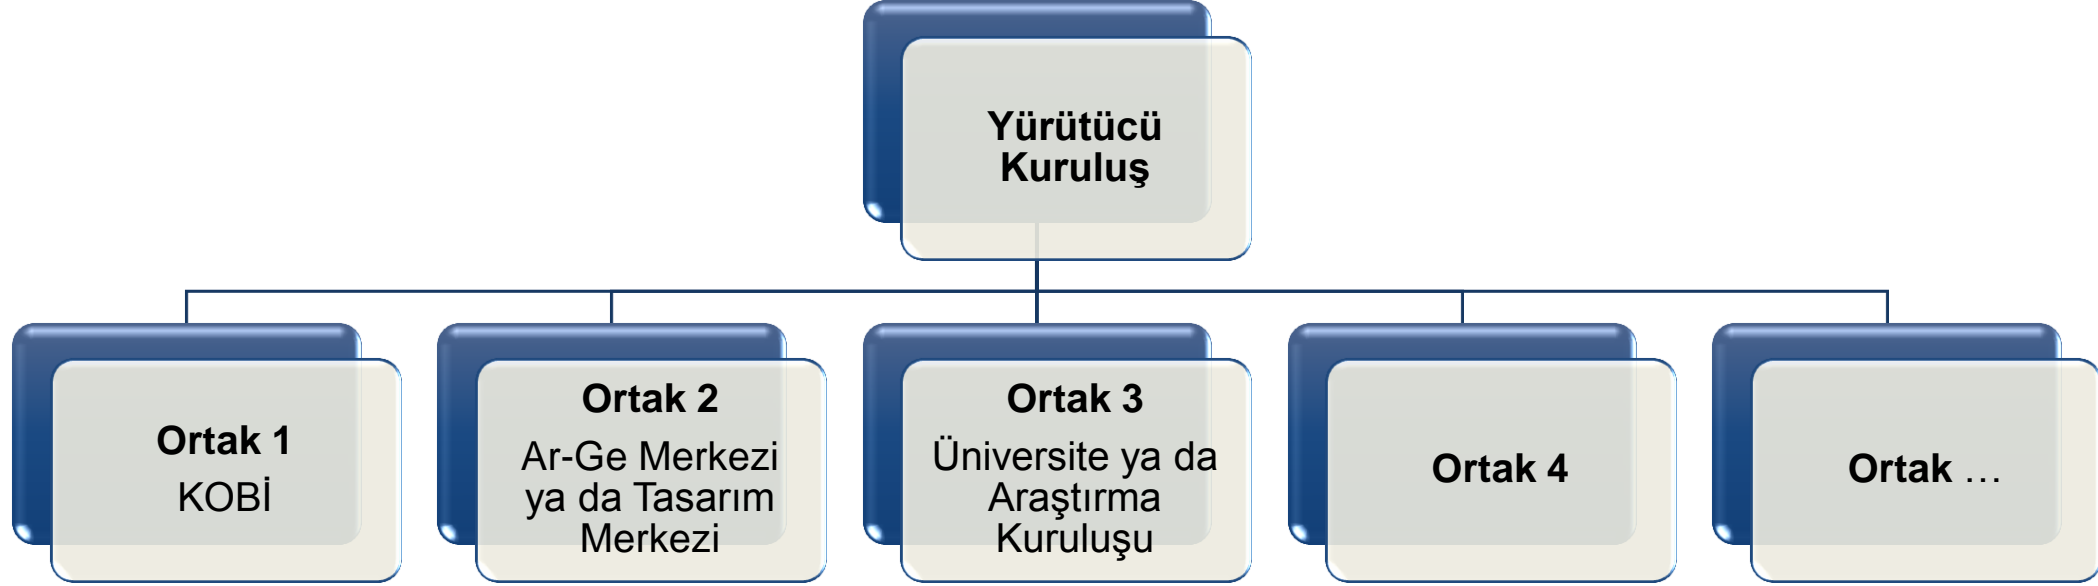 Yürütücü
Kuruluş
Ortak 1
KOBİ
Ortak 2
Ar-Ge Merkezi
ya da Tasarım
Merkezi
Ortak 3
Üniversite ya da
Araştırma
Kuruluşu
Ortak 4
Ortak …